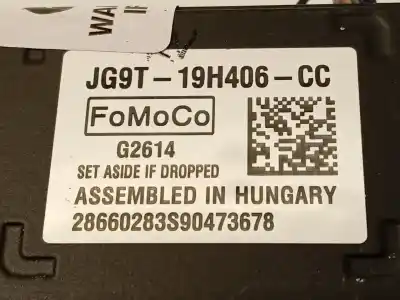 JG9T-19H406-CC
FoMoCo
G2614
SET ASIDE IF DROPPED
ASSEMBLED IN HUNGARY
28660283S90473678